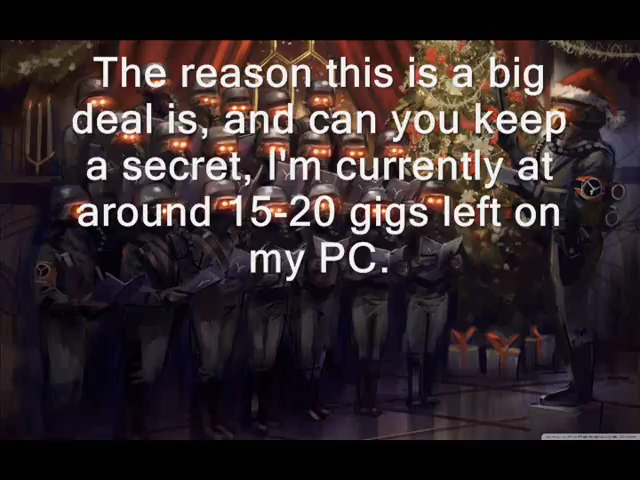 The reason this is a big
deal is, and can you keep
a secret, I'm currently at
around 15-20 gigs left on
my PC.